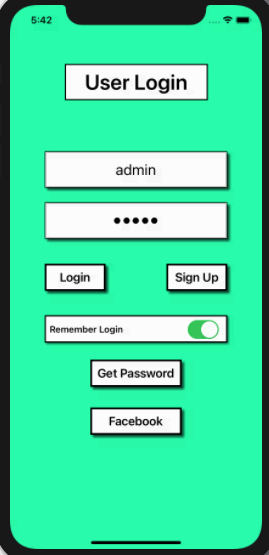 5:42
User Login
admin
•••••
Login
Sign Up
Remember Login
Get Password
Facebook